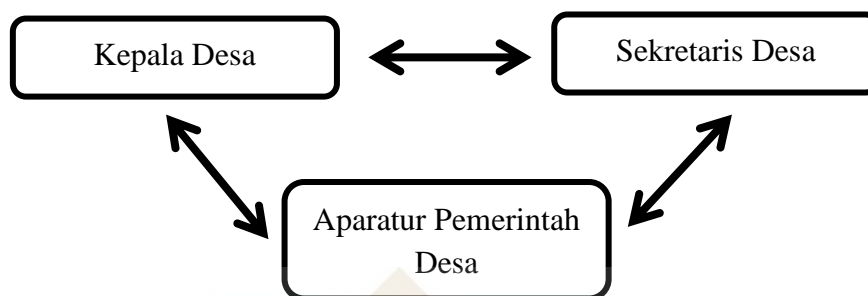 Kepala Desa
Sekretaris Desa
Aparatur Pemerintah
Desa